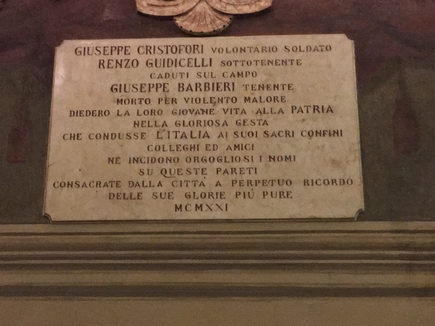 GIUSEPPE CRISTOFORI VOLONTARIO SOLDATO
RENZO GUIDICELLI SOTTOTENENTE
CADUTI SUL CAMPO
GIUSEPPE BARBIERI TENENTE
MORTO PER VIOLENTO MALORE
DIEDERO LA LORO GIOVANE VITA ALLA PATRIA
NELLA GLORIOSA GESTA
CHE CONDUSSE L'ITALIA AI SUOI SACRI CONFINI
COLLEGHI ED AMICI
NE INCIDONO ORGOGLIOSI I NOMI
SU QUESTE PARETI
CONSACRATE DALLA CITTÀ A PERPETUO RICORDO
DELLE SUE GLORIE PIÙ PURE
MCMXXI